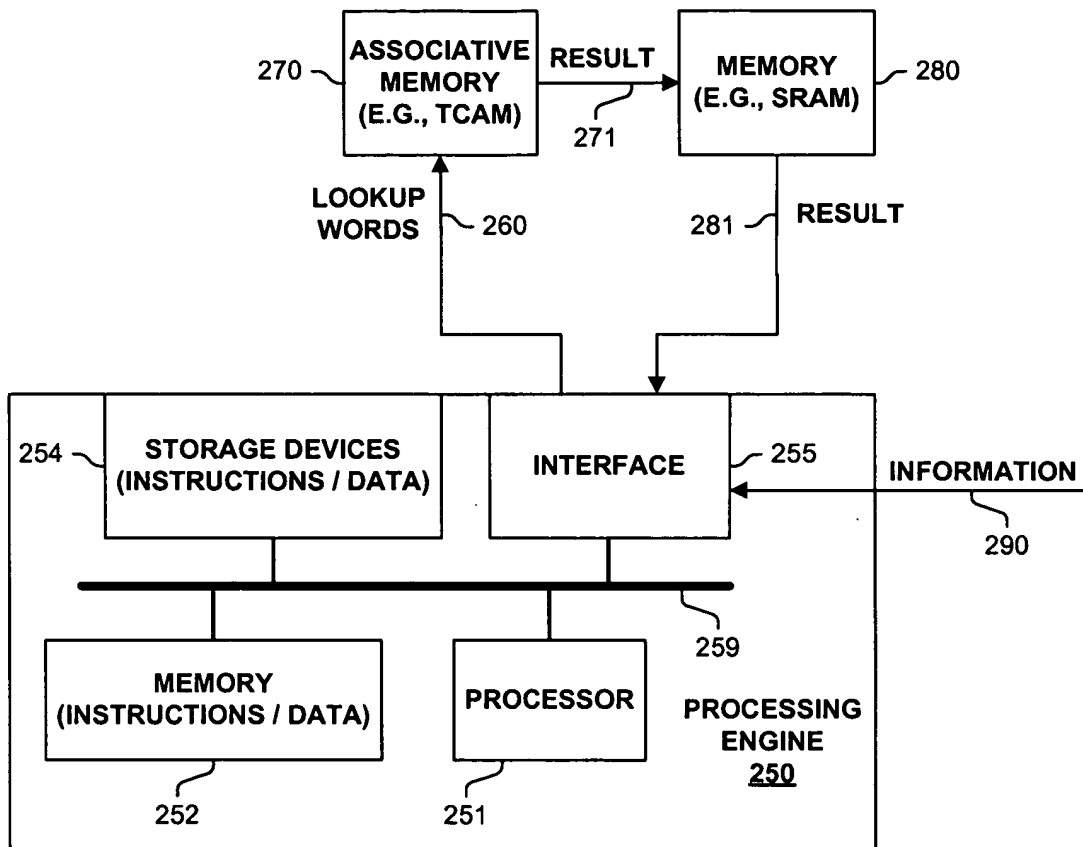 270
ASSOCIATIVE
MEMORY
(E.G., TCAM)
RESULT
271
MEMORY
(E.G., SRAM)
280
LOOKUP
WORDS
260
281
RESULT
254
STORAGE DEVICES
(INSTRUCTIONS / DATA)
INTERFACE
255
INFORMATION
290
259
MEMORY
(INSTRUCTIONS / DATA)
252
PROCESSOR
251
PROCESSING
ENGINE
250